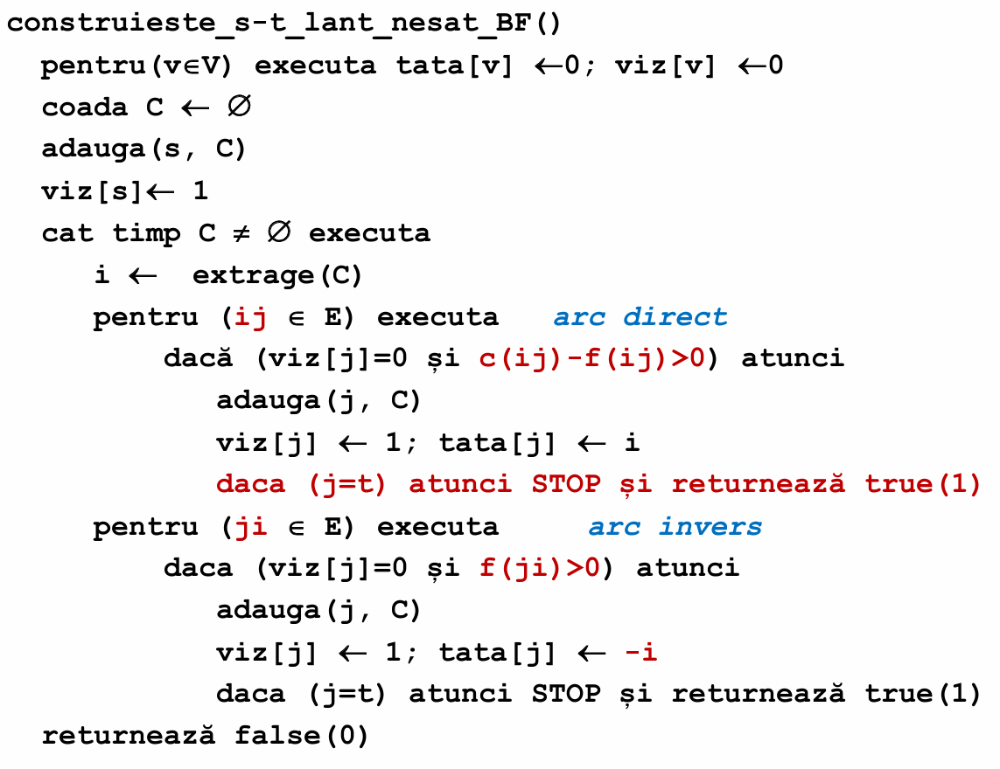 construieste_s-t_lant_nesat_BF()
pentru(v∈V) executa tata[v] ←0; viz[v] ←0
coada C ← ∅
adauga(s, C)
viz[s]← 1
cat timp C ≠ ∅ executa
i ← extrage(C)
pentru (ij ∈ E) executa arc direct
dacă (viz[j]=0 și c(ij)-f(ij)>0) atunci
adauga(j, C)
viz[j] ← 1; tata[j] ← i
daca (j=t) atunci STOP și returnează true(1)
pentru (ji ∈ E) executa arc invers
daca (viz[j]=0 și f(ji)>0) atunci
adauga(j, C)
viz[j] ← 1; tata[j] ← -i
daca (j=t) atunci STOP și returnează true(1)
returnează false(0)